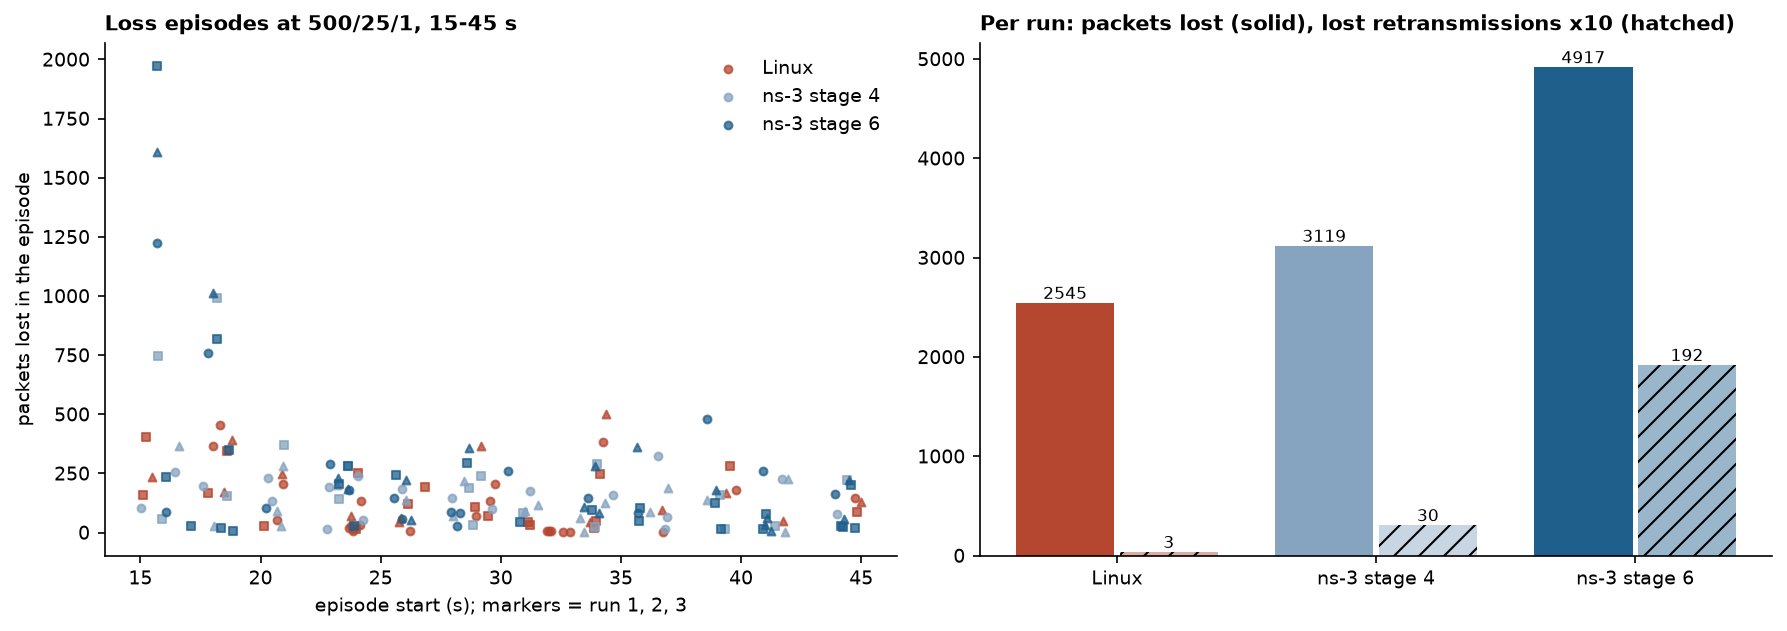 Loss episodes at 500/25/1, 15-45 s
packets lost in the episode
2000
1750
1500
1250
1000
750
500
250
0
Linux
ns-3 stage 4
ns-3 stage 6
15
20
25
30
35
40
45
episode start (s); markers = run 1, 2, 3
Per run: packets lost (solid), lost retransmissions x10 (hatched)
5000
4000
3000
2000
1000
0
2545
3
3119
30
4917
192
Linux
ns-3 stage 4
ns-3 stage 6